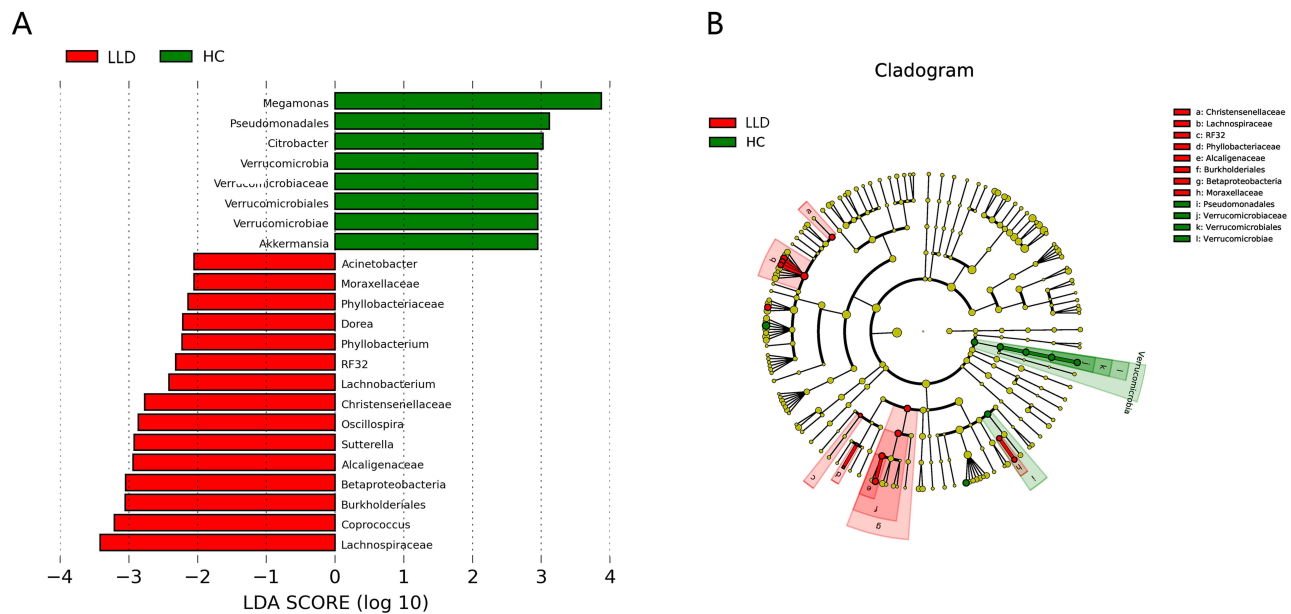 A
LLD HC
Megamonas
Pseudomonadales
Citrobacter
Verrucomicrobia
Verrucomicrobiaceae
Verrucomicrobiales
Verrucomicrobiae
Akkermansia
Acinetobacter
Moraxellaceae
Phyllobacteriaceae
Dorea
Phyllobacterium
RF32
Lachnobacterium
Christensenellaceae
Oscillospira
Sutterella
Alcaligenaceae
Betaproteobacteria
Burkholderiales
Coprococcus
Lachnospiraceae
−4 −3 −2 −1 0 1 2 3 4
LDA SCORE (log 10)
B
Cladogram
LLD
HC
a: Christensenellaceae
b: Lachnospiraceae
c: RF32
d: Phyllobacteriaceae
e: Alcaligenaceae
f: Burkholderiales
g: Betaproteobacteria
h: Moraxellaceae
i: Pseudomonadales
j: Verrucomicrobiaceae
k: Verrucomicrobiales
l: Verrucomicrobiae
a
b
c
d
e
f
g
h
i
j
k
l
Verrucomicrobia